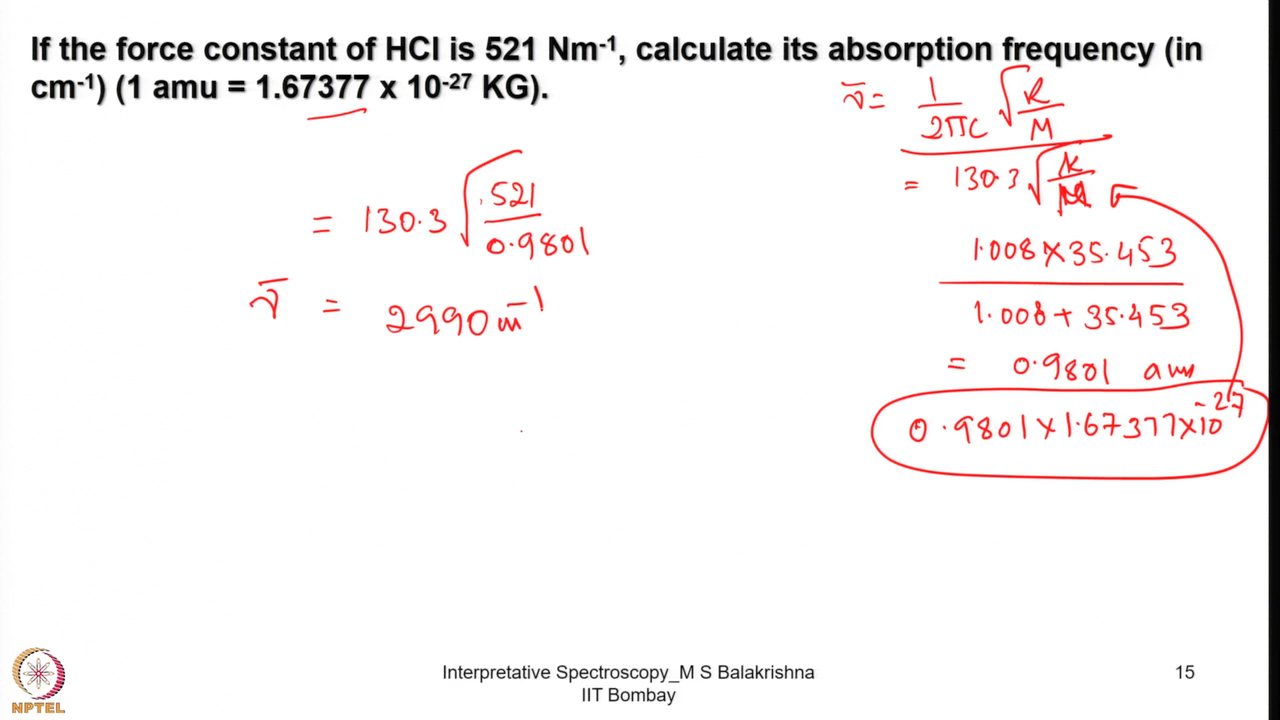 If the force constant of HCl is 521 Nm⁻¹, calculate its absorption frequency (in
cm⁻¹) (1 amu = 1.67377 x 10⁻²⁷ KG).
ν̄ = 1/2πc √K/M
= 130.3 √K/M
= 130.3 √521/0.9801
ν̄ = 2990 m⁻¹
1.008 × 35.453
1.008 + 35.453
= 0.9801 amu
0.9801 × 1.67377 × 10⁻²⁷
NPTEL
Interpretative Spectroscopy_M S Balakrishna
IIT Bombay
15